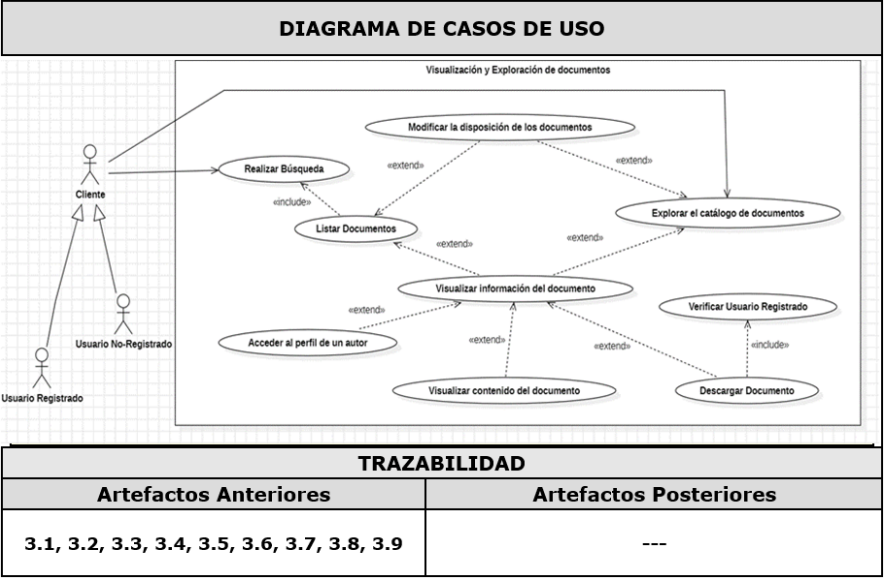 DIAGRAMA DE CASOS DE USO
Visualización y Exploración de documentos
Modificar la disposición de los documentos
«extend»
«extend»
Realizar Búsqueda
Cliente
«include»
Explorar el catálogo de documentos
Listar Documentos
«extend»
«extend»
Visualizar información del documento
Verificar Usuario Registrado
«extend»
Usuario No-Registrado
Acceder al perfil de un autor
«extend»
«extend»
«include»
Usuario Registrado
Visualizar contenido del documento
Descargar Documento
TRAZABILIDAD
Artefactos Anteriores
Artefactos Posteriores
3.1, 3.2, 3.3, 3.4, 3.5, 3.6, 3.7, 3.8, 3.9
---